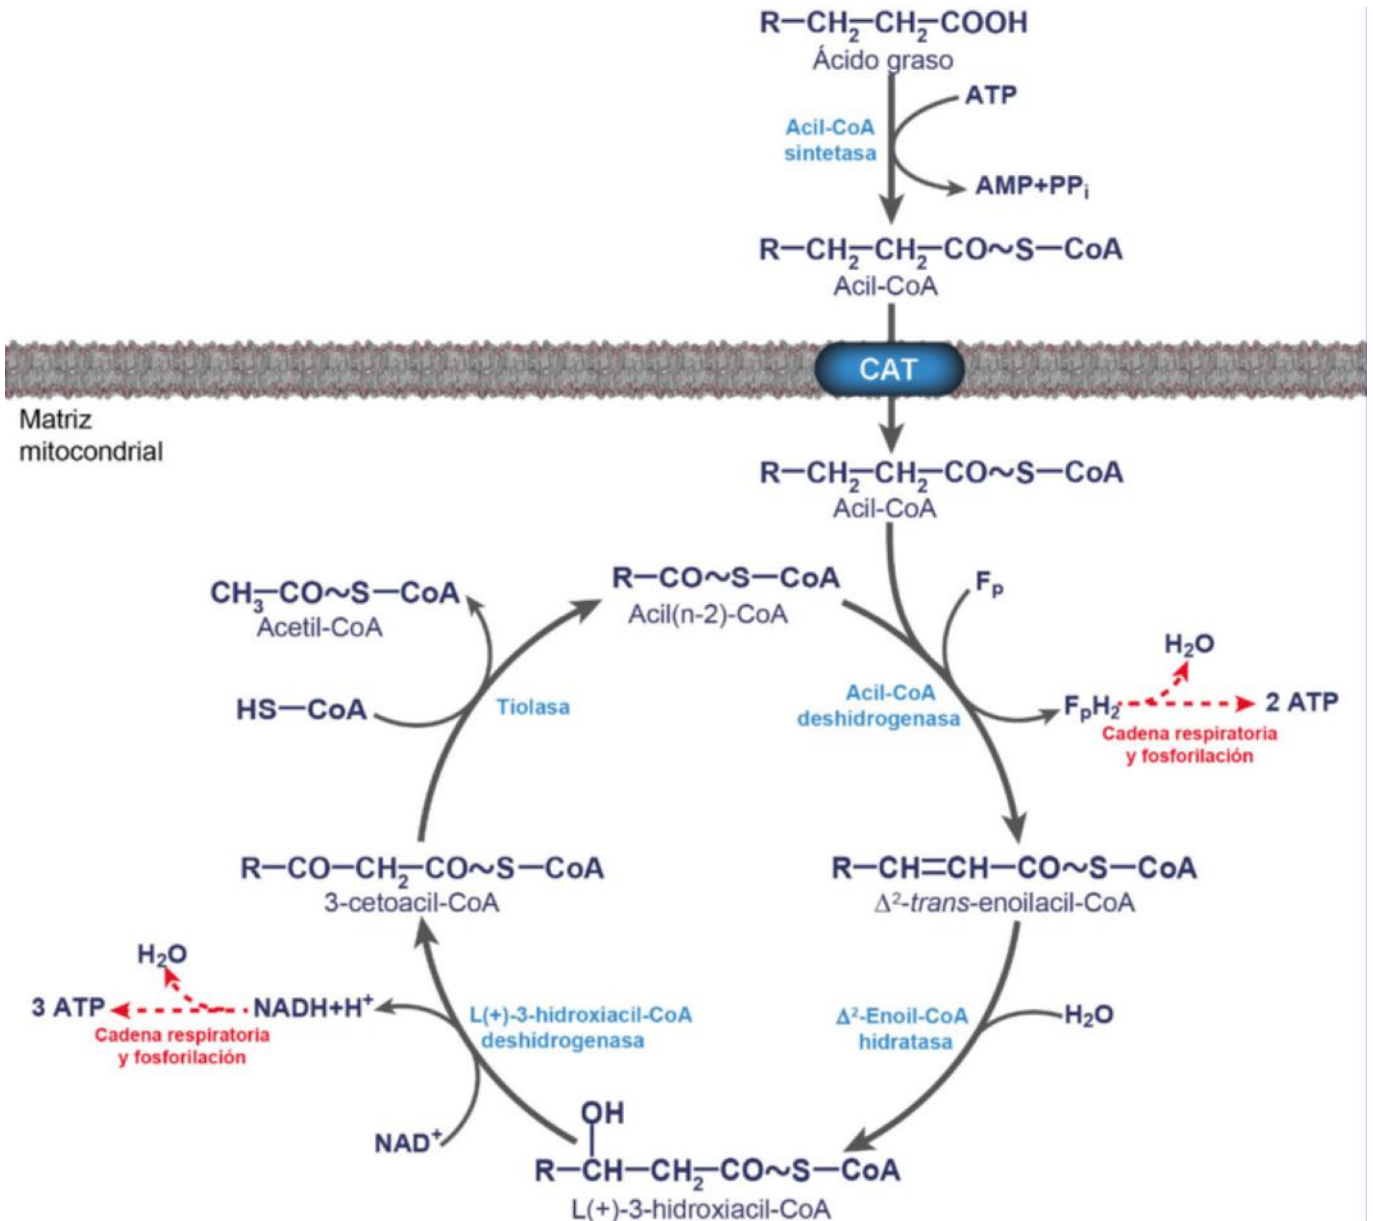 R—CH₂—CH₂—COOH
Ácido graso
ATP
Acil-CoA
sintetasa
AMP+PPᵢ
R—CH₂—CH₂—CO~S—CoA
Acil-CoA
CAT
Matriz
mitocondrial
R—CH₂—CH₂—CO~S—CoA
Acil-CoA
R—CO~S—CoA
Acil(n-2)-CoA
Fₚ
CH₃—CO~S—CoA
Acetil-CoA
HS—CoA
Tiolasa
Acil-CoA
deshidrogenasa
H₂O
FₚH₂
2 ATP
Cadena respiratoria
y fosforilación
R—CO—CH₂—CO~S—CoA
3-cetoacil-CoA
R—CH=CH—CO~S—CoA
Δ²-trans-enoilacil-CoA
H₂O
3 ATP
NADH+H⁺
Cadena respiratoria
y fosforilación
L(+)-3-hidroxiacil-CoA
deshidrogenasa
Δ²-Enoil-CoA
hidratasa
H₂O
NAD⁺
OH
R—CH—CH₂—CO~S—CoA
L(+)-3-hidroxiacil-CoA